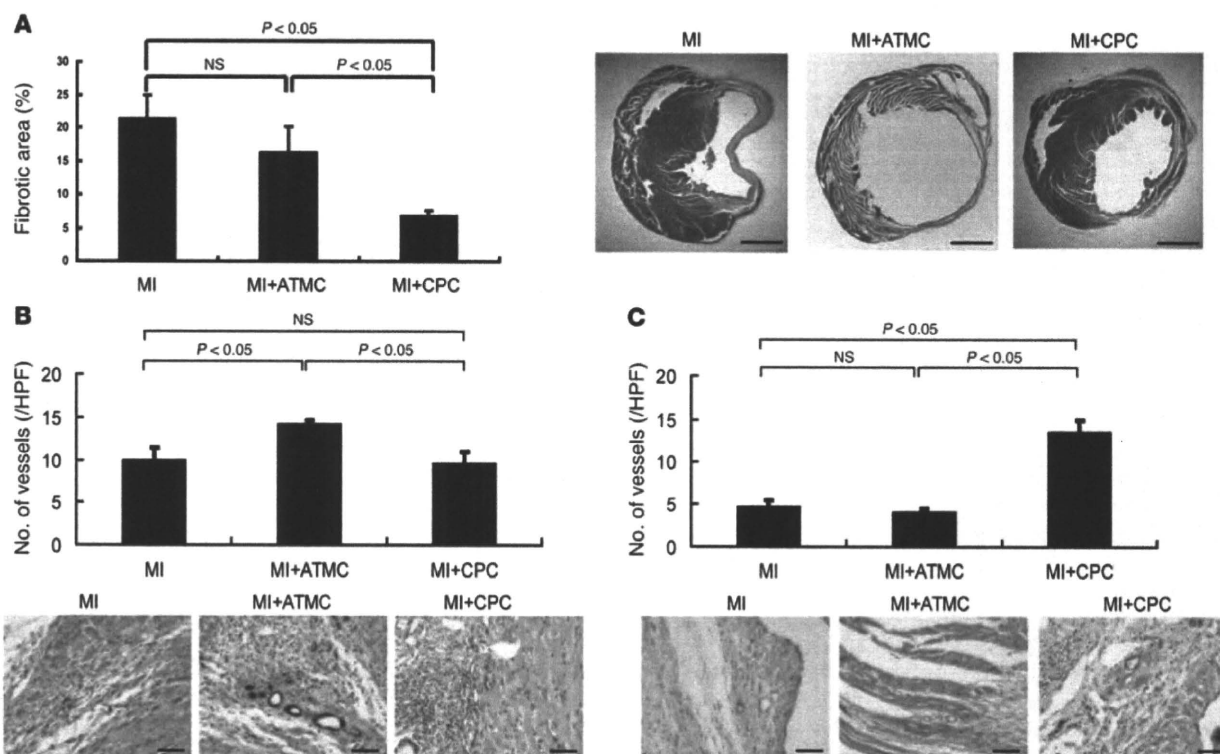 A
P < 0.05
NS
P < 0.05
Fibrotic area (%)
30
25
20
15
10
5
0
MI
MI+ATMC
MI+CPC
MI
MI+ATMC
MI+CPC
B
NS
P < 0.05
P < 0.05
No. of vessels (/HPF)
20
15
10
5
0
MI
MI+ATMC
MI+CPC
MI
MI+ATMC
MI+CPC
C
P < 0.05
NS
P < 0.05
No. of vessels (/HPF)
20
15
10
5
0
MI
MI+ATMC
MI+CPC
MI
MI+ATMC
MI+CPC